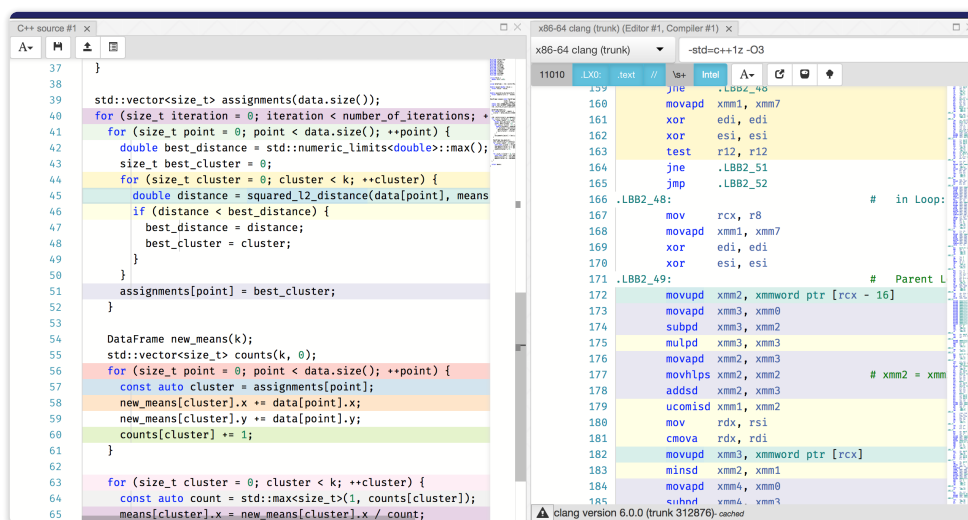 C++ source #1 ×
A
37 }
38
39 std::vector<size_t> assignments(data.size());
40 for (size_t iteration = 0; iteration < number_of_iterations; +
41 for (size_t point = 0; point < data.size(); ++point) {
42 double best_distance = std::numeric_limits<double>::max();
43 size_t best_cluster = 0;
44 for (size_t cluster = 0; cluster < k; ++cluster) {
45 double distance = squared_l2_distance(data[point], means
46 if (distance < best_distance) {
47 best_distance = distance;
48 best_cluster = cluster;
49 }
50 }
51 assignments[point] = best_cluster;
52 }
53
54 DataFrame new_means(k);
55 std::vector<size_t> counts(k, 0);
56 for (size_t point = 0; point < data.size(); ++point) {
57 const auto cluster = assignments[point];
58 new_means[cluster].x += data[point].x;
59 new_means[cluster].y += data[point].y;
60 counts[cluster] += 1;
61 }
62
63 for (size_t cluster = 0; cluster < k; ++cluster) {
64 const auto count = std::max<size_t>(1, counts[cluster]);
65 means[cluster].x = new_means[cluster].x / count;
x86-64 clang (trunk) (Editor #1, Compiler #1) ×
x86-64 clang (trunk) -std=c++1z -O3
11010 .LX0: .text // \s+ Intel A
159 jne .LBB2_48
160 movapd xmm1, xmm7
161 xor edi, edi
162 xor esi, esi
163 test r12, r12
164 jne .LBB2_51
165 jmp .LBB2_52
166 .LBB2_48: # in Loop:
167 mov rcx, r8
168 movapd xmm1, xmm7
169 xor edi, edi
170 xor esi, esi
171 .LBB2_49: # Parent L
172 movupd xmm2, xmmword ptr [rcx - 16]
173 movapd xmm3, xmm0
174 subpd xmm3, xmm2
175 mulpd xmm3, xmm3
176 movapd xmm2, xmm3
177 movhlps xmm2, xmm2 # xmm2 = xmm
178 addsd xmm2, xmm3
179 ucomisd xmm1, xmm2
180 mov rdx, rsi
181 cmova rdx, rdi
182 movupd xmm3, xmmword ptr [rcx]
183 minsd xmm2, xmm1
184 movapd xmm4, xmm0
185 subpd xmm4, xmm3
clang version 6.0.0 (trunk 312876)- cached